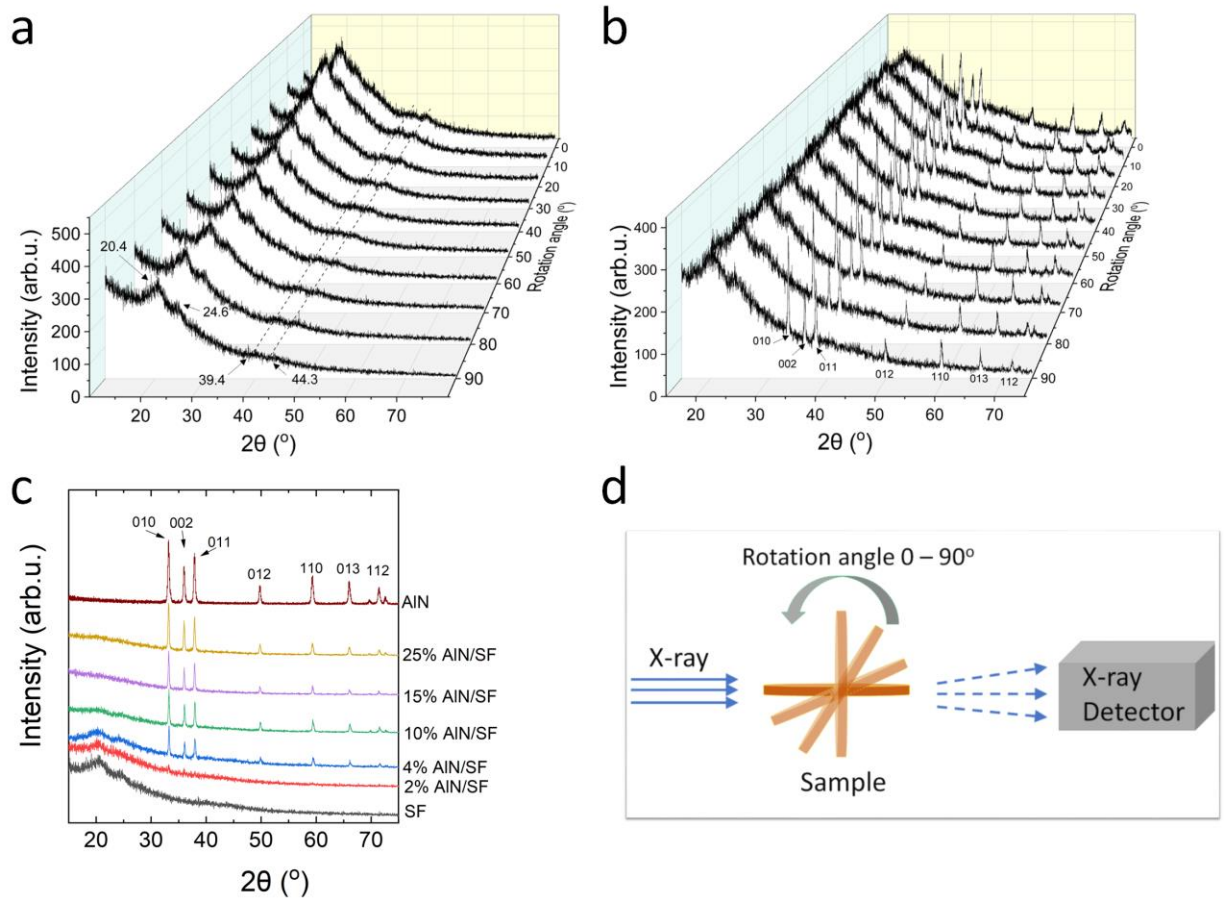 a
500
400
300
200
100
0
Intensity (arb.u.)
20.4
24.6
39.4
44.3
20
30
40
50
60
70
2θ (°)
0
10
20
30
40
50
60
70
80
90
Rotation angle (°)
b
400
300
200
100
0
Intensity (arb.u.)
010
002
011
012
110
013
112
20
30
40
50
60
70
2θ (°)
0
10
20
30
40
50
60
70
80
90
Rotation angle (°)
c
Intensity (arb.u.)
010
002
011
012
110
013
112
AlN
25% AlN/SF
15% AlN/SF
10% AlN/SF
4% AlN/SF
2% AlN/SF
SF
20
30
40
50
60
70
2θ (°)
d
Rotation angle 0 – 90°
X-ray
X-ray
Detector
Sample